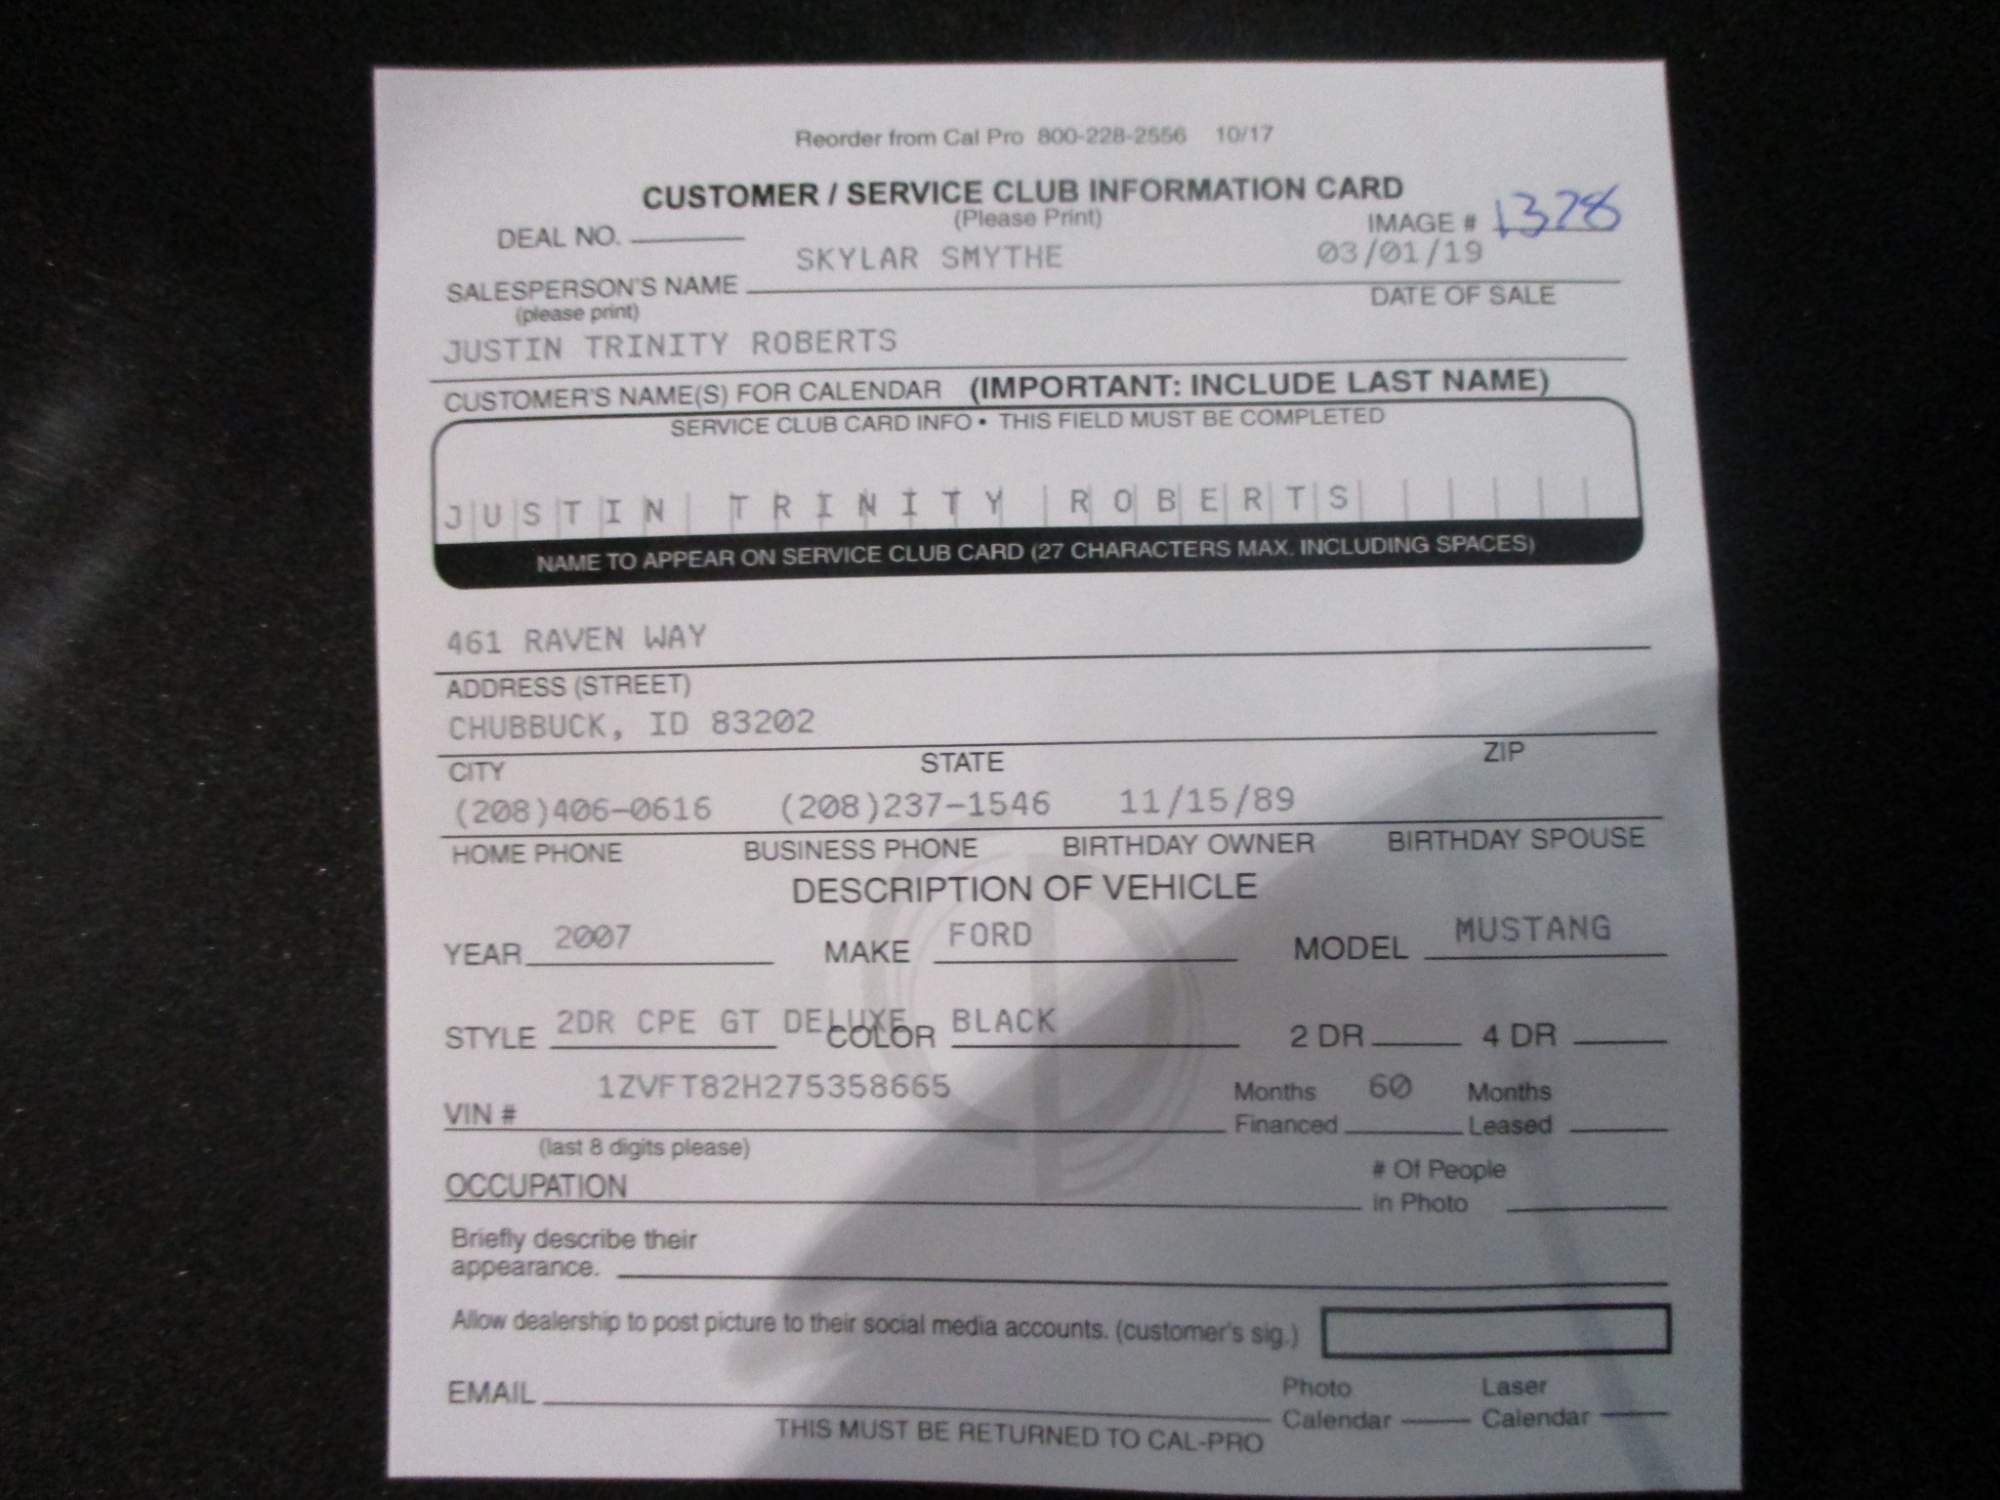 Reorder from Cal Pro 800-228-2556 10/17
CUSTOMER / SERVICE CLUB INFORMATION CARD
(Please Print)
DEAL NO. IMAGE # 1328
SKYLAR SMYTHE 03/01/19
SALESPERSON'S NAME DATE OF SALE
(please print)
JUSTIN TRINITY ROBERTS
CUSTOMER'S NAME(S) FOR CALENDAR (IMPORTANT: INCLUDE LAST NAME)
SERVICE CLUB CARD INFO • THIS FIELD MUST BE COMPLETED
JUSTIN TRINITY ROBERTS
NAME TO APPEAR ON SERVICE CLUB CARD (27 CHARACTERS MAX. INCLUDING SPACES)
461 RAVEN WAY
ADDRESS (STREET)
CHUBBUCK, ID 83202
CITY STATE ZIP
(208)406-0616 (208)237-1546 11/15/89
HOME PHONE BUSINESS PHONE BIRTHDAY OWNER BIRTHDAY SPOUSE
DESCRIPTION OF VEHICLE
YEAR 2007 MAKE FORD MODEL MUSTANG
STYLE 2DR CPE GT DELUXE COLOR BLACK 2 DR 4 DR
1ZVFT82H275358665 Months 60 Months
VIN # Financed Leased
(last 8 digits please)
OCCUPATION # Of People
in Photo
Briefly describe their
appearance.
Allow dealership to post picture to their social media accounts. (customer's sig.)
EMAIL Photo Laser
Calendar Calendar
THIS MUST BE RETURNED TO CAL-PRO